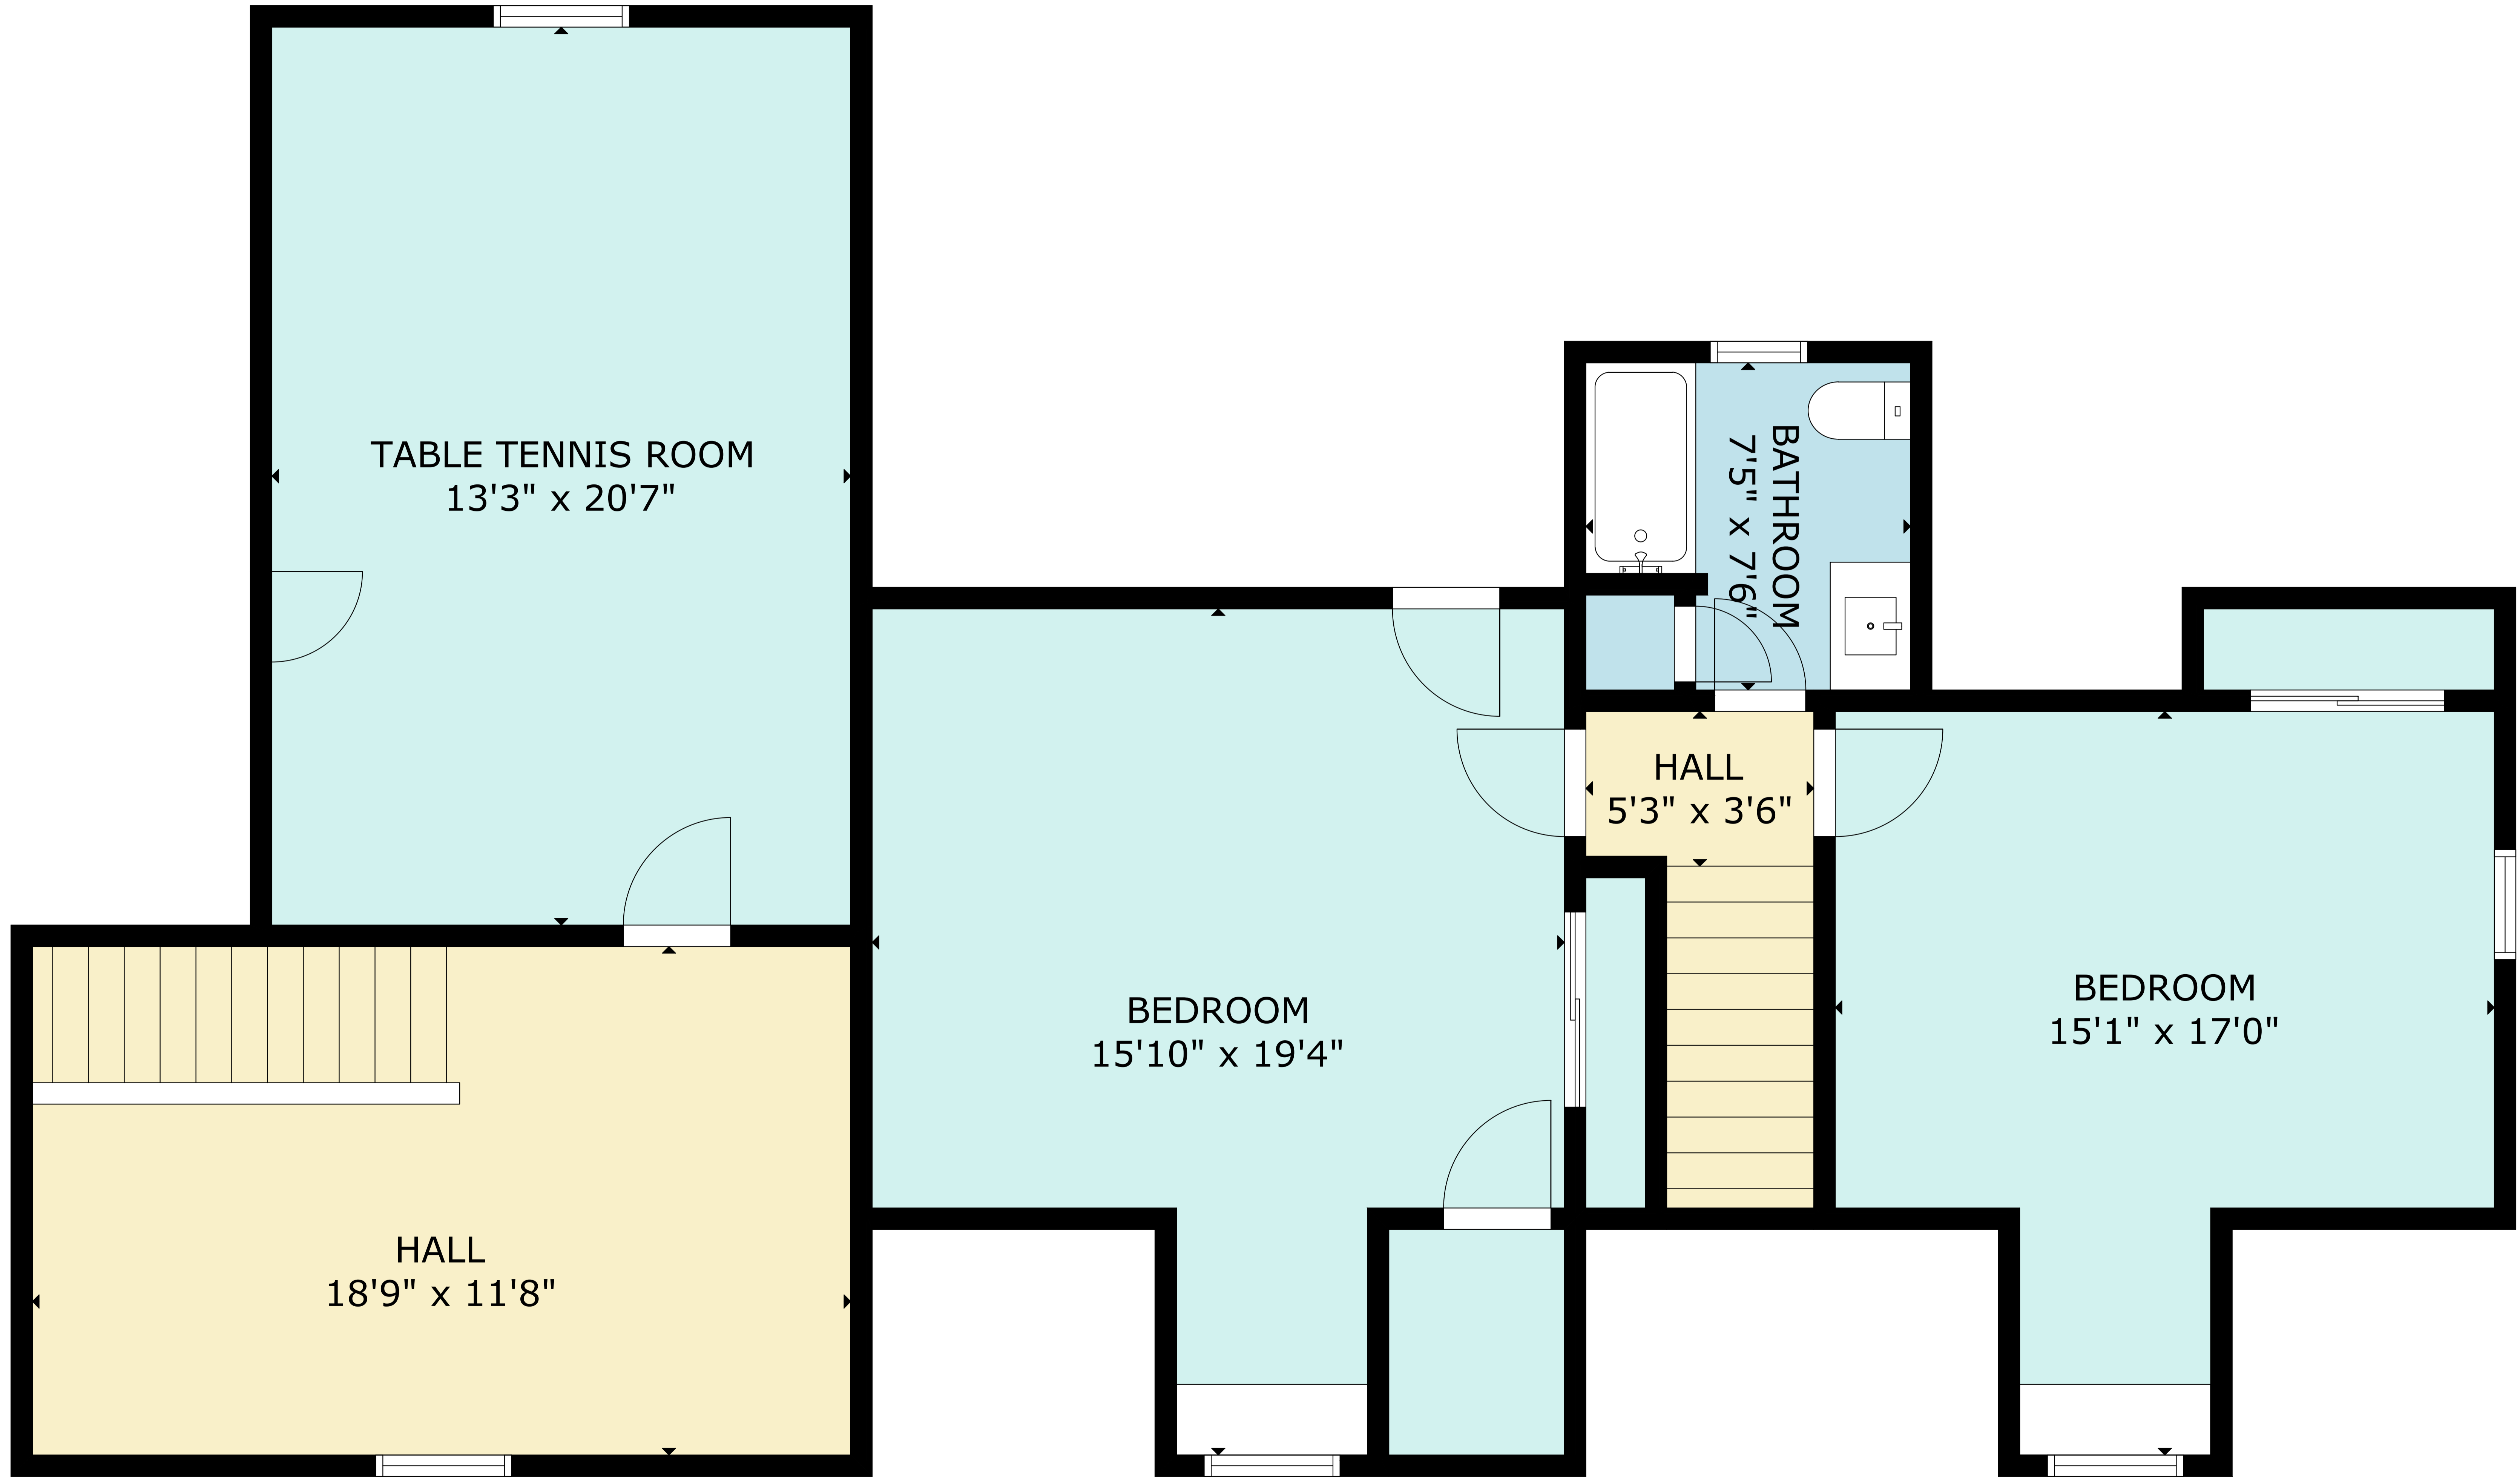 TABLE TENNIS ROOM
13'3" x 20'7"
BATHROOM
7'5" x 7'6"
HALL
5'3" x 3'6"
BEDROOM
15'10" x 19'4"
BEDROOM
15'1" x 17'0"
HALL
18'9" x 11'8"